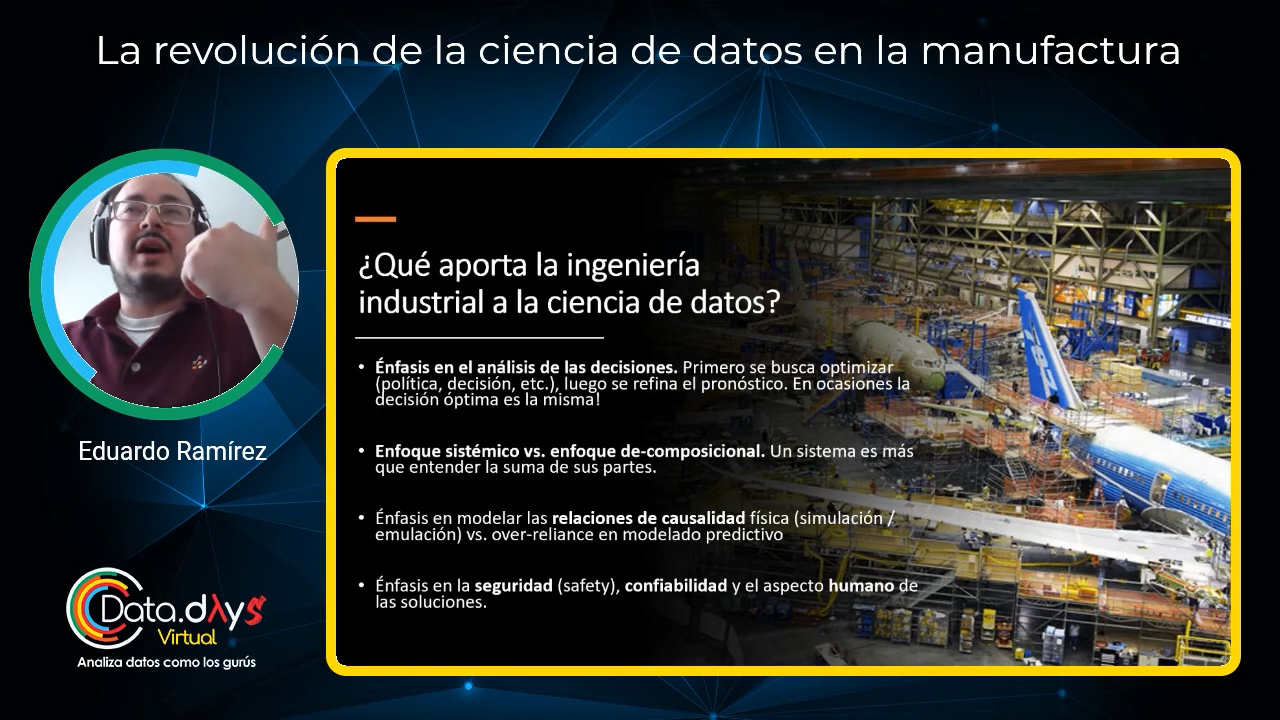 La revolución de la ciencia de datos en la manufactura
¿Qué aporta la ingeniería
industrial a la ciencia de datos?
• Énfasis en el análisis de las decisiones. Primero se busca optimizar
(política, decisión, etc.), luego se refina el pronóstico. En ocasiones la
decisión óptima es la misma!
• Enfoque sistémico vs. enfoque de-composicional. Un sistema es más
que entender la suma de sus partes.
• Énfasis en modelar las relaciones de causalidad física (simulación /
emulación) vs. over-reliance en modelado predictivo
• Énfasis en la seguridad (safety), confiabilidad y el aspecto humano de
las soluciones.
Eduardo Ramírez
Data.dAys
Virtual
Analiza datos como los gurús
787